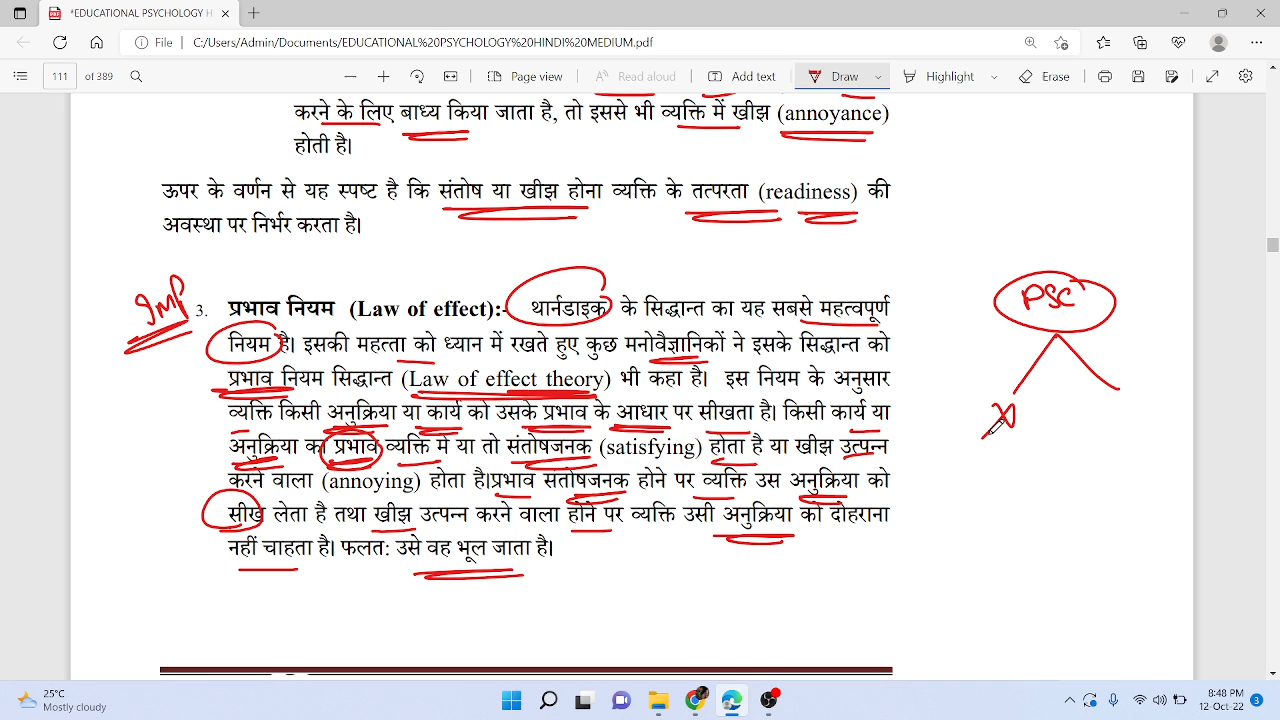 *EDUCATIONAL PSYCHOLOGY H
File
C:/Users/Admin/Documents/EDUCATIONAL%20PSYCHOLOGY%20HINDI%20MEDIUM.pdf
111 of 389
Page view
Read aloud
Add text
Draw
Highlight
Erase
करने के लिए बाध्य किया जाता है, तो इससे भी व्यक्ति में खीझ (annoyance)
होती है।
ऊपर के वर्णन से यह स्पष्ट है कि संतोष या खीझ होना व्यक्ति के तत्परता (readiness) की
अवस्था पर निर्भर करता है।
Imp
3. प्रभाव नियम (Law of effect):- थार्नडाइक के सिद्धान्त का यह सबसे महत्वपूर्ण
नियम है। इसकी महत्ता को ध्यान में रखते हुए कुछ मनोवैज्ञानिकों ने इसके सिद्धान्त को
प्रभाव नियम सिद्धान्त (Law of effect theory) भी कहा है। इस नियम के अनुसार
व्यक्ति किसी अनुक्रिया या कार्य को उसके प्रभाव के आधार पर सीखता है। किसी कार्य या
अनुक्रिया का प्रभाव व्यक्ति में या तो संतोषजनक (satisfying) होता है या खीझ उत्पन्न
करने वाला (annoying) होता है।प्रभाव संतोषजनक होने पर व्यक्ति उस अनुक्रिया को
सीख लेता है तथा खीझ उत्पन्न करने वाला होने पर व्यक्ति उसी अनुक्रिया को दोहराना
नहीं चाहता है। फलत: उसे वह भूल जाता है।
PSC
25°C
Mostly cloudy
8:48 PM
12-Oct-22
3